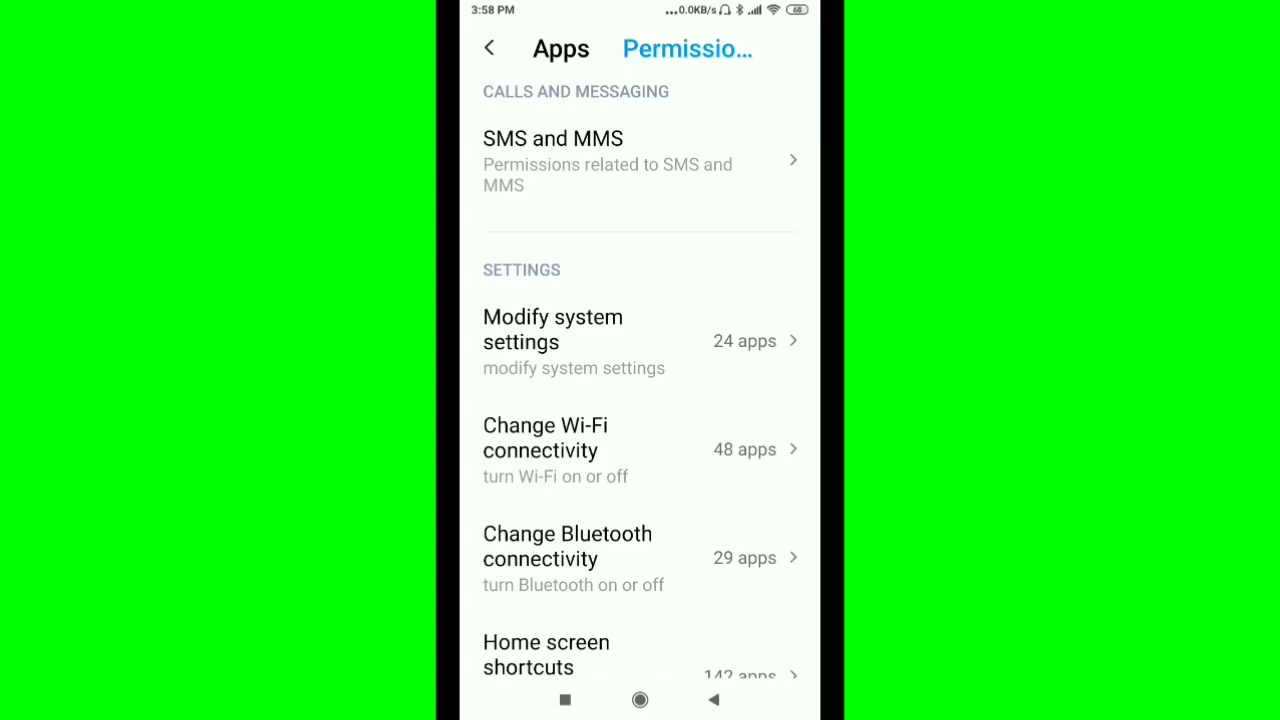 3:58 PM
...0.0KB/s
68
Apps
Permissio...
CALLS AND MESSAGING
SMS and MMS
Permissions related to SMS and
MMS
SETTINGS
Modify system
settings
24 apps
modify system settings
Change Wi-Fi
connectivity
48 apps
turn Wi-Fi on or off
Change Bluetooth
connectivity
29 apps
turn Bluetooth on or off
Home screen
shortcuts
142 apps